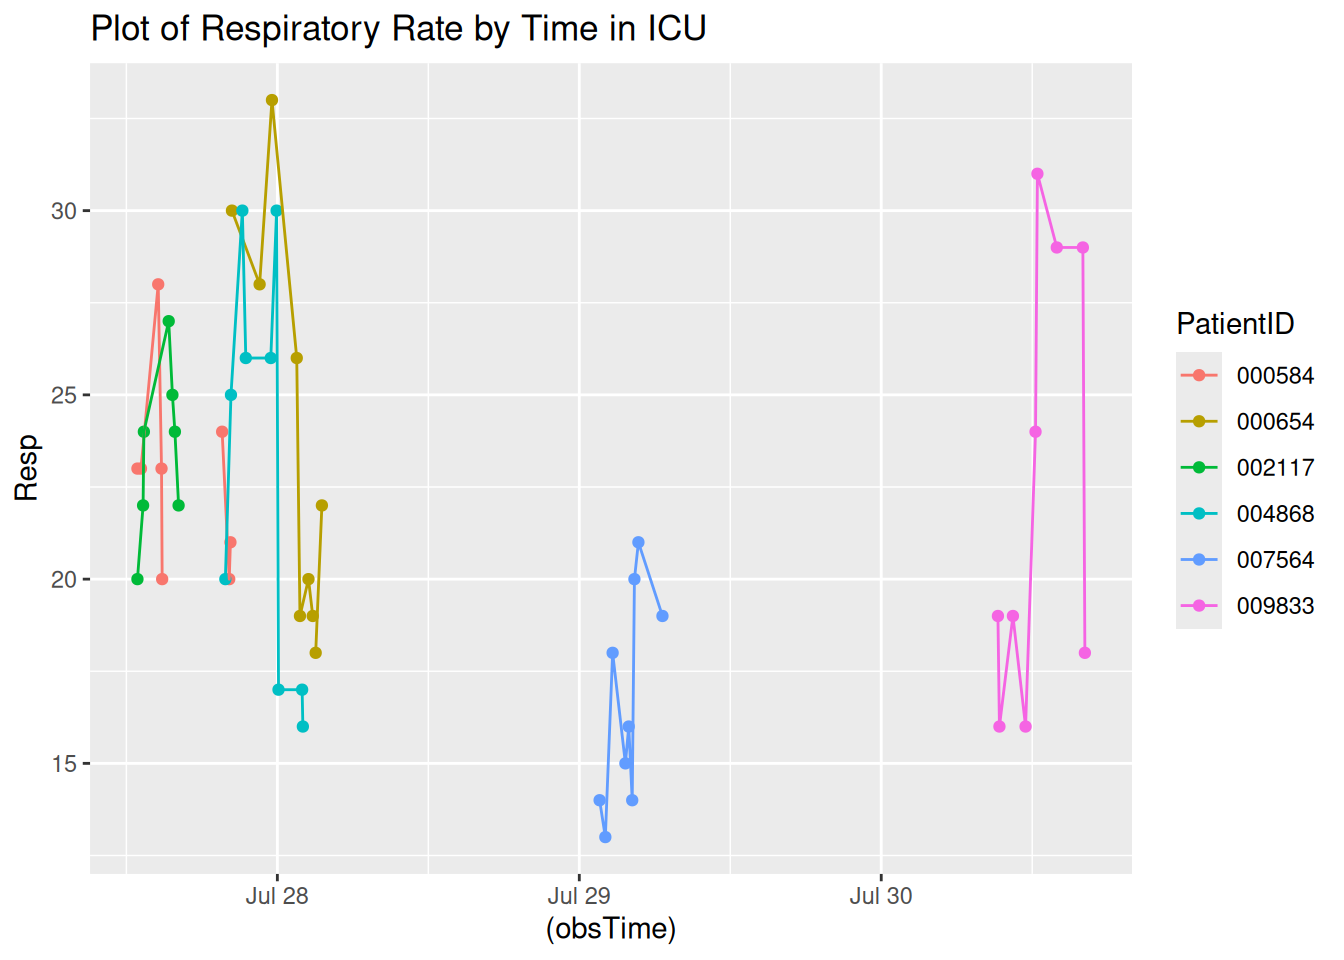 Plot of Respiratory Rate by Time in ICU
Resp
30
25
20
15
Jul 28
Jul 29
Jul 30
(obsTime)
PatientID
000584
000654
002117
004868
007564
009833